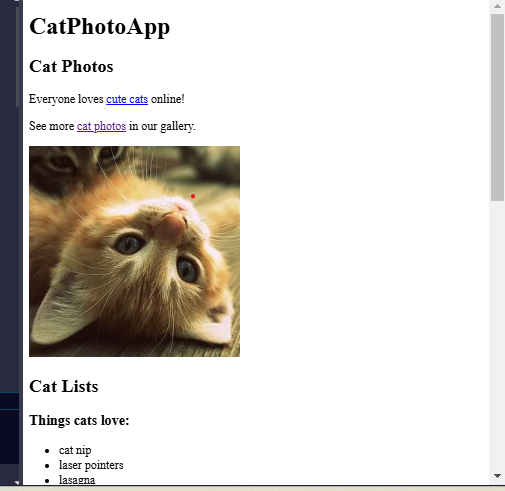 CatPhotoApp
Cat Photos
Everyone loves cute cats online!
See more cat photos in our gallery.
Cat Lists
Things cats love:
cat nip
laser pointers
lasagna